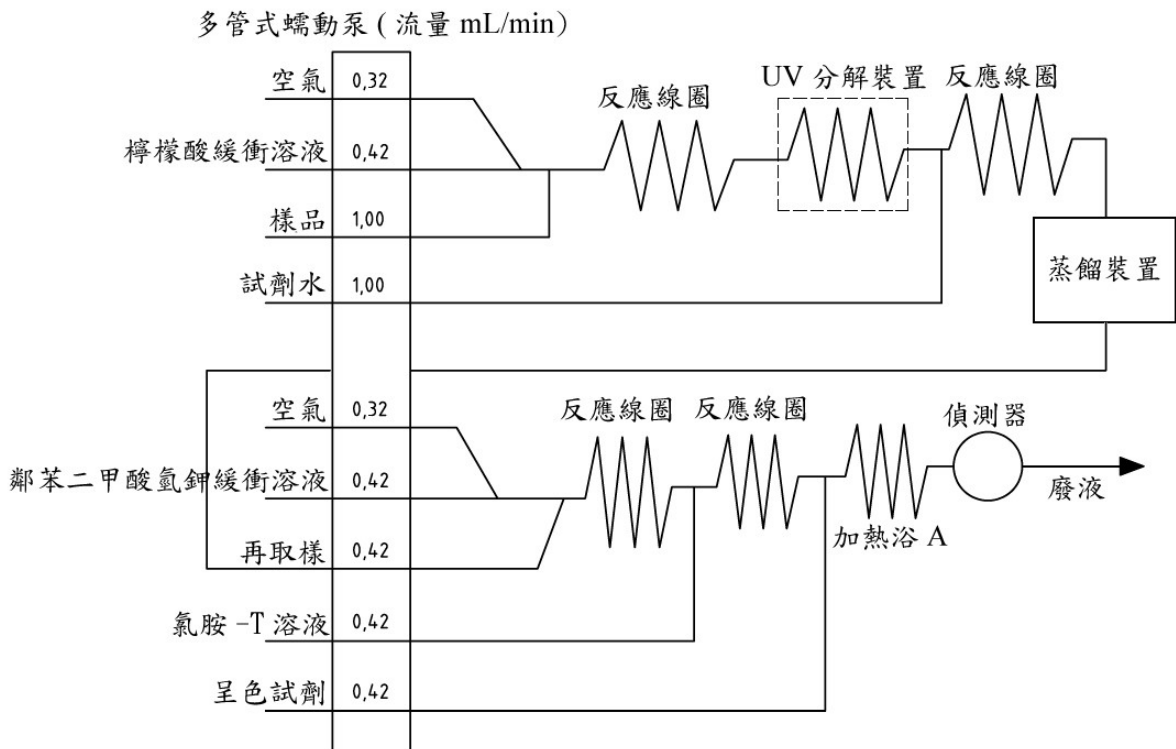 多管式蠕動泵 ( 流量 mL/min)
空氣 0,32
檸檬酸緩衝溶液 0,42
樣品 1,00
試劑水 1,00
反應線圈
UV 分解裝置
反應線圈
蒸餾裝置
空氣 0,32
鄰苯二甲酸氫鉀緩衝溶液 0,42
再取樣 0,42
氯胺 -T 溶液 0,42
呈色試劑 0,42
反應線圈
反應線圈
加熱浴 A
偵測器
廢液